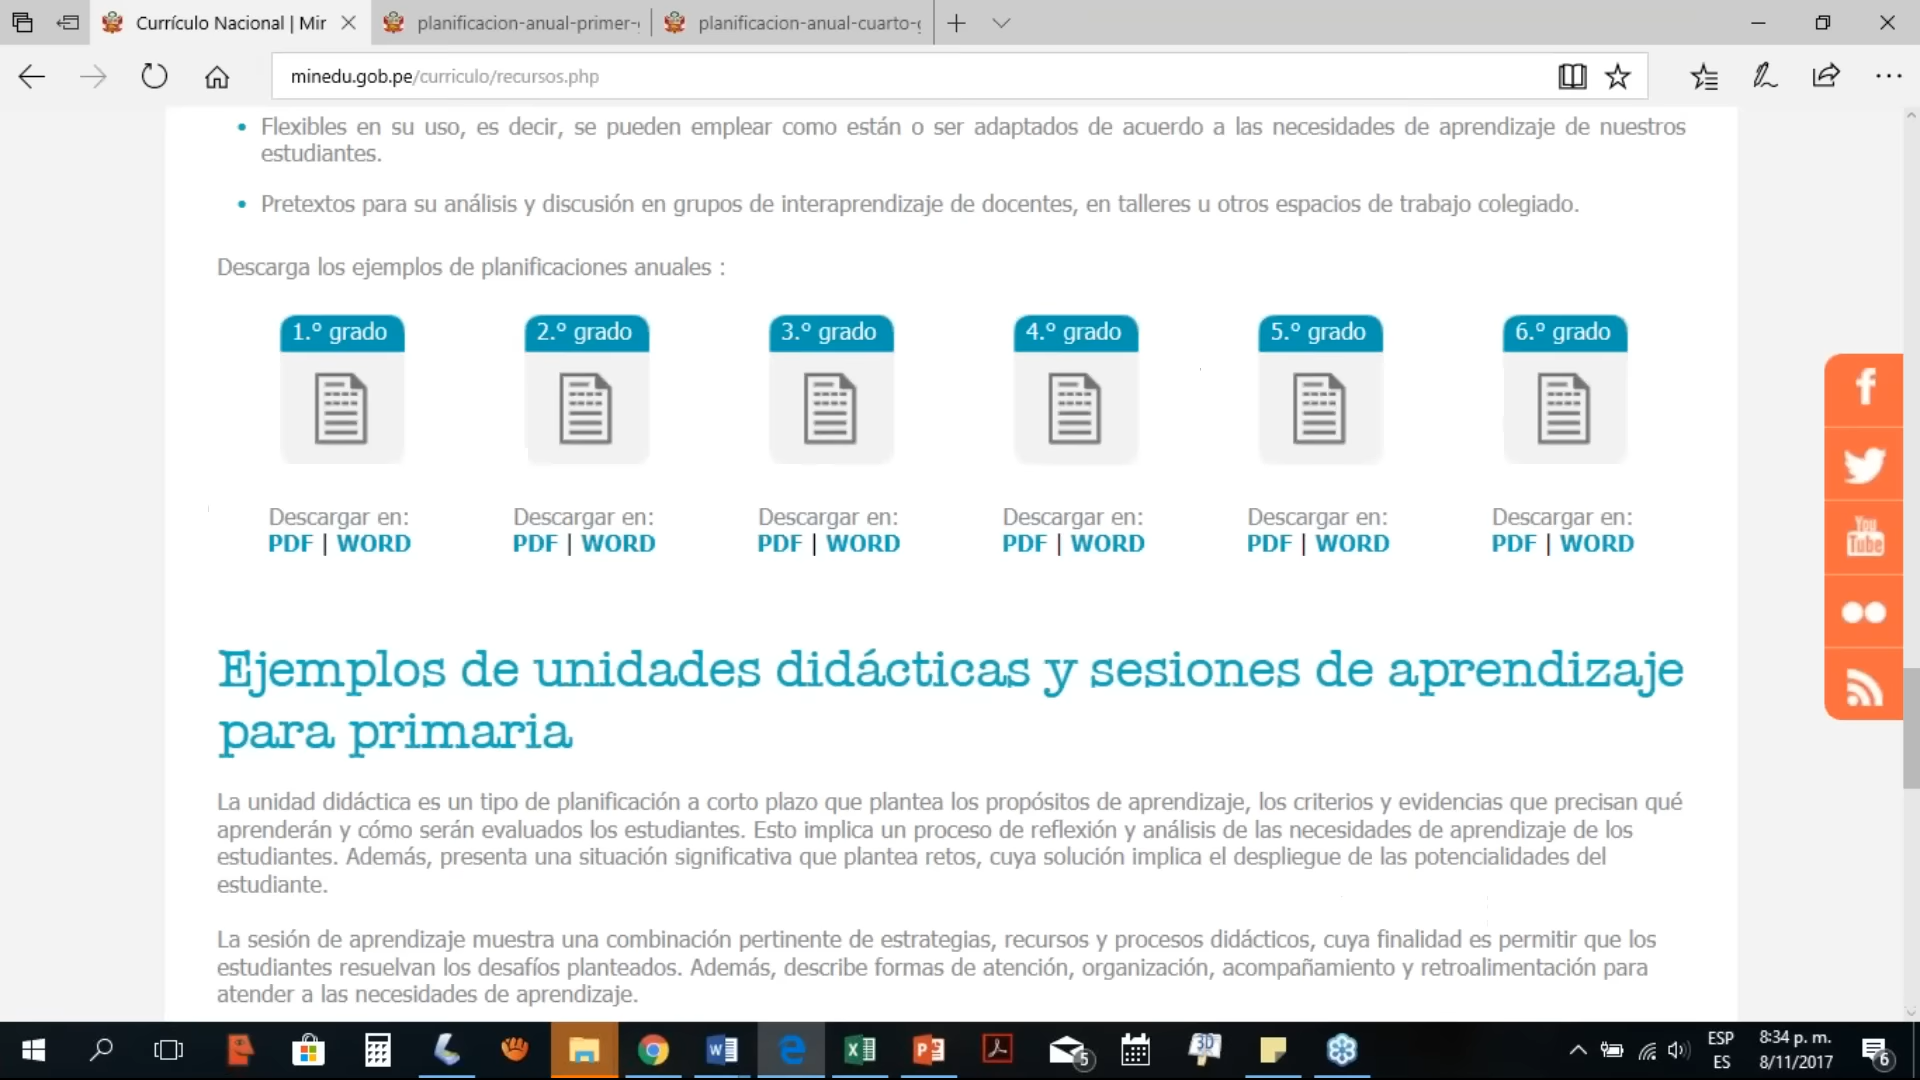 Currículo Nacional | Mir
planificacion-anual-primer-
planificacion-anual-cuarto-
minedu.gob.pe/curriculo/recursos.php
• Flexibles en su uso, es decir, se pueden emplear como están o ser adaptados de acuerdo a las necesidades de aprendizaje de nuestros
estudiantes.
• Pretextos para su análisis y discusión en grupos de interaprendizaje de docentes, en talleres u otros espacios de trabajo colegiado.
Descarga los ejemplos de planificaciones anuales :
1.º grado 2.º grado 3.º grado 4.º grado 5.º grado 6.º grado
Descargar en: Descargar en: Descargar en: Descargar en: Descargar en: Descargar en:
PDF | WORD PDF | WORD PDF | WORD PDF | WORD PDF | WORD PDF | WORD
You
Tube
Ejemplos de unidades didácticas y sesiones de aprendizaje
para primaria
La unidad didáctica es un tipo de planificación a corto plazo que plantea los propósitos de aprendizaje, los criterios y evidencias que precisan qué
aprenderán y cómo serán evaluados los estudiantes. Esto implica un proceso de reflexión y análisis de las necesidades de aprendizaje de los
estudiantes. Además, presenta una situación significativa que plantea retos, cuya solución implica el despliegue de las potencialidades del
estudiante.
La sesión de aprendizaje muestra una combinación pertinente de estrategias, recursos y procesos didácticos, cuya finalidad es permitir que los
estudiantes resuelvan los desafíos planteados. Además, describe formas de atención, organización, acompañamiento y retroalimentación para
atender a las necesidades de aprendizaje.
5
3D
ESP
ES
8:34 p. m.
8/11/2017
6